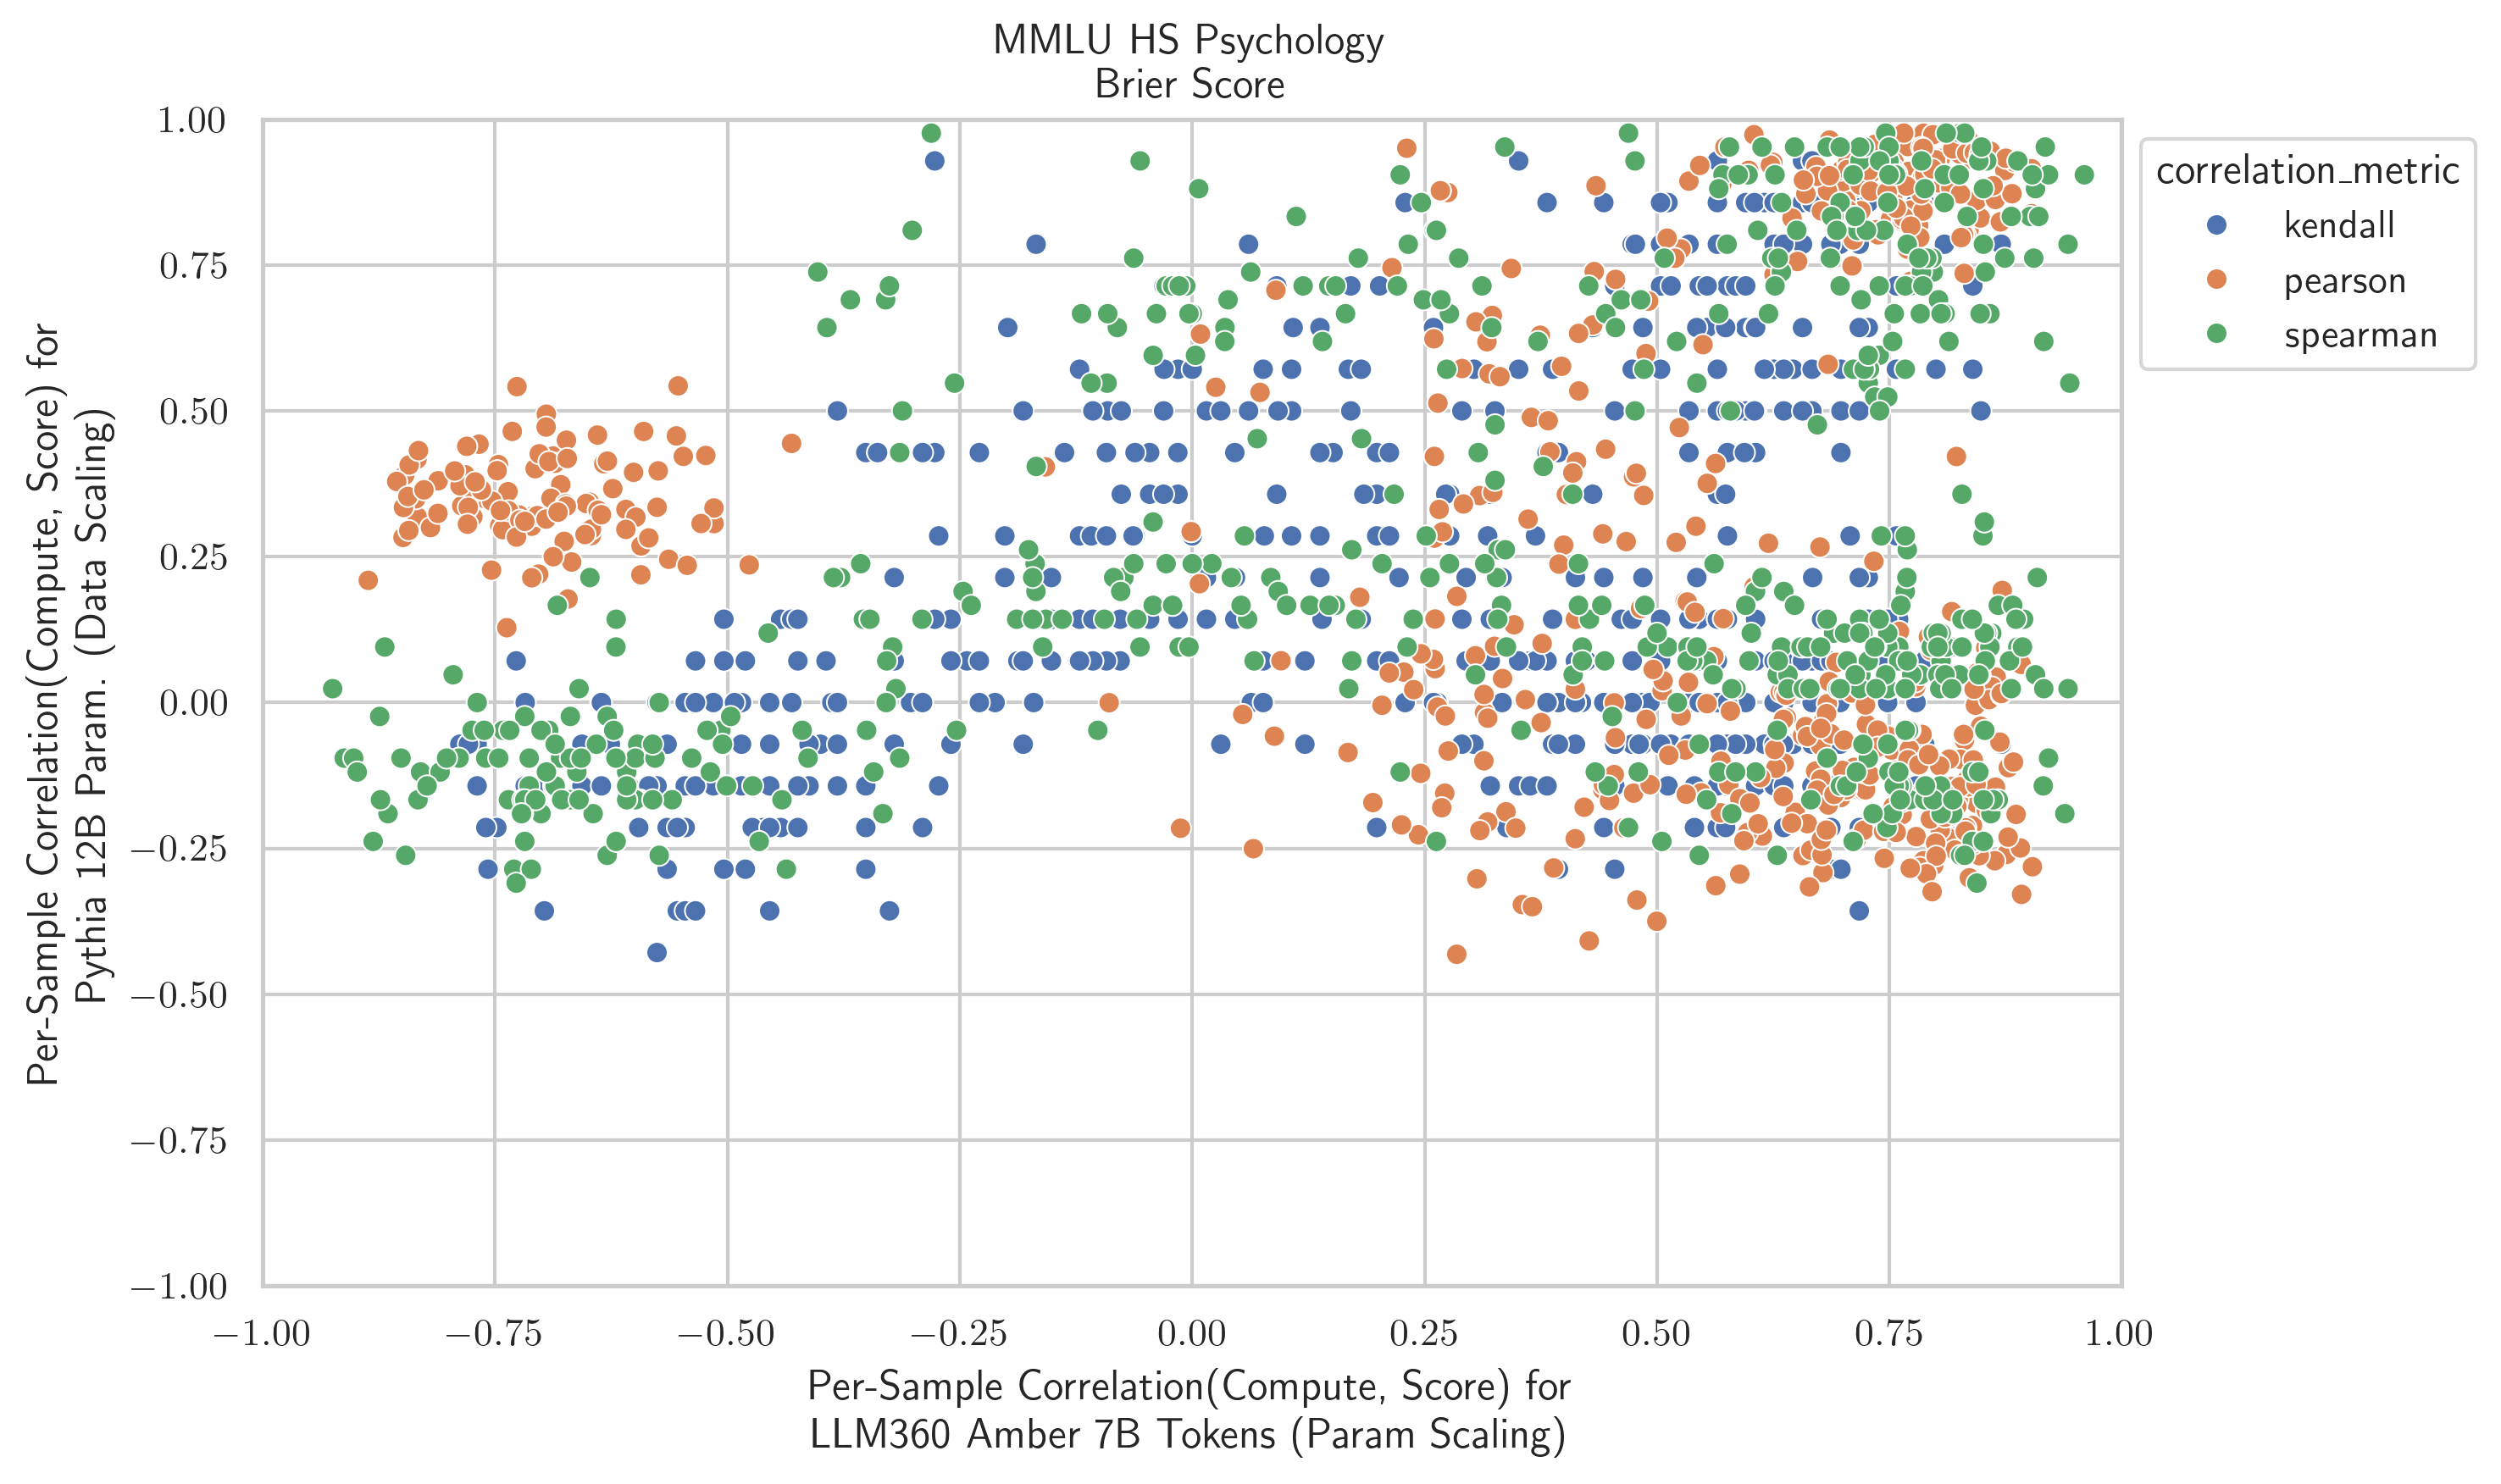 MMLU HS Psychology
Brier Score
Per-Sample Correlation(Compute, Score) for
Pythia 12B Param. (Data Scaling)
1.00
0.75
0.50
0.25
0.00
−0.25
−0.50
−0.75
−1.00
−1.00
−0.75
−0.50
−0.25
0.00
0.25
0.50
0.75
1.00
Per-Sample Correlation(Compute, Score) for
LLM360 Amber 7B Tokens (Param Scaling)
correlation_metric
kendall
pearson
spearman